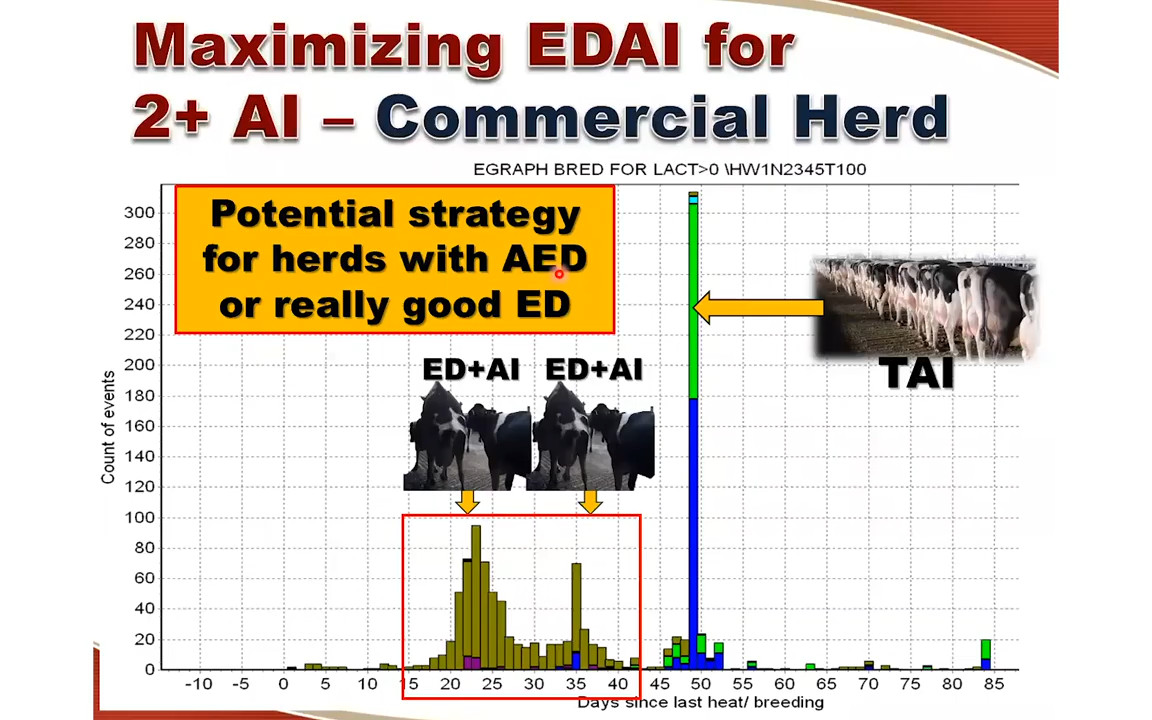 Maximizing EDAI for
2+ AI – Commercial Herd
EGRAPH BRED FOR LACT>0 \HW1N2345T100
Potential strategy
for herds with AED
or really good ED
ED+AI ED+AI
TAI
Count of events
300
280
260
240
220
200
180
160
140
120
100
80
60
40
20
0
-10 -5 0 5 10 15 20 25 30 35 40 45 50 55 60 65 70 75 80 85
Days since last heat/ breeding